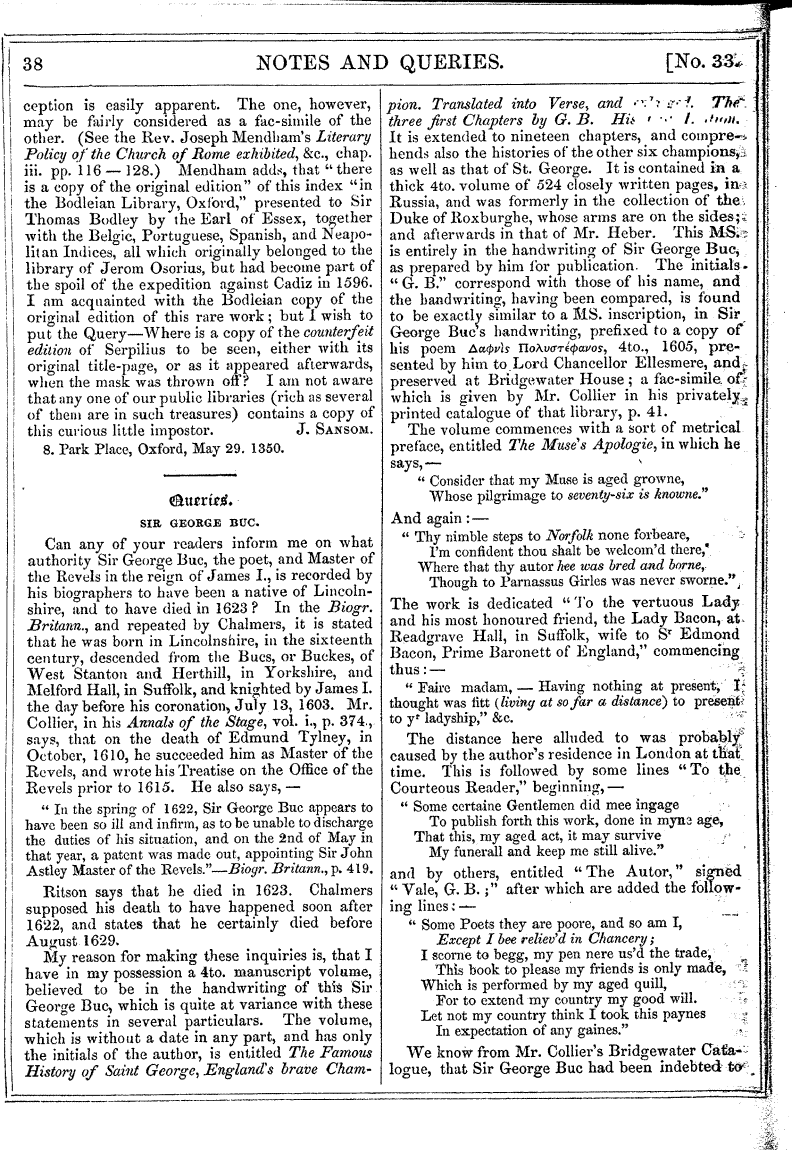 38 NOTES AND QUERIES. [No. 33.
ception is easily apparent. The one, however,
may be fairly considered as a fac-simile of the
other. (See the Rev. Joseph Mendham's Literary
Policy of the Church of Rome exhibited, &c., chap.
iii. pp. 116 — 128.) Mendham adds, that "there
is a copy of the original edition" of this index "in
the Bodleian Library, Oxford," presented to Sir
Thomas Bodley by the Earl of Essex, together
with the Belgic, Portuguese, Spanish, and Neapo-
litan Indices, all which originally belonged to the
library of Jerom Osorius, but had become part of
the spoil of the expedition against Cadiz in 1596.
I am acquainted with the Bodleian copy of the
original edition of this rare work; but I wish to
put the Query—Where is a copy of the counterfeit
edition of Serpilius to be seen, either with its
original title-page, or as it appeared afterwards,
when the mask was thrown off? I am not aware
that any one of our public libraries (rich as several
of them are in such treasures) contains a copy of
this curious little impostor. J. SANSOM.
8. Park Place, Oxford, May 29. 1350.
Queries.
SIR GEORGE BUC.
Can any of your readers inform me on what
authority Sir George Buc, the poet, and Master of
the Revels in the reign of James I., is recorded by
his biographers to have been a native of Lincoln-
shire, and to have died in 1623? In the Biogr.
Britann., and repeated by Chalmers, it is stated
that he was born in Lincolnshire, in the sixteenth
century, descended from the Bucs, or Buckes, of
West Stanton and Herthill, in Yorkshire, and
Melford Hall, in Suffolk, and knighted by James I.
the day before his coronation, July 13, 1603. Mr.
Collier, in his Annals of the Stage, vol. i., p. 374.,
says, that on the death of Edmund Tylney, in
October, 1610, he succeeded him as Master of the
Revels, and wrote his Treatise on the Office of the
Revels prior to 1615. He also says, —
" In the spring of 1622, Sir George Buc appears to
have been so ill and infirm, as to be unable to discharge
the duties of his situation, and on the 2nd of May in
that year, a patent was made out, appointing Sir John
Astley Master of the Revels."—Biogr. Britann., p. 419.
Ritson says that he died in 1623. Chalmers
supposed his death to have happened soon after
1622, and states that he certainly died before
August 1629.
My reason for making these inquiries is, that I
have in my possession a 4to. manuscript volume,
believed to be in the handwriting of this Sir
George Buc, which is quite at variance with these
statements in several particulars. The volume,
which is without a date in any part, and has only
the initials of the author, is entitled The Famous
History of Saint George, England's brave Cham-
pion. Translated into Verse, and The
three first Chapters by G. B. His
It is extended to nineteen chapters, and compre-
hends also the histories of the other six champions,
as well as that of St. George. It is contained in a
thick 4to. volume of 524 closely written pages, in
Russia, and was formerly in the collection of the
Duke of Roxburghe, whose arms are on the sides;
and afterwards in that of Mr. Heber. This MS.
is entirely in the handwriting of Sir George Buc,
as prepared by him for publication. The initials
" G. B." correspond with those of his name, and
the handwriting, having been compared, is found
to be exactly similar to a MS. inscription, in Sir
George Buc's handwriting, prefixed to a copy of
his poem Δαφνὶς Πολυστέφανος, 4to., 1605, pre-
sented by him to Lord Chancellor Ellesmere, and
preserved at Bridgewater House; a fac-simile of
which is given by Mr. Collier in his privately
printed catalogue of that library, p. 41.
The volume commences with a sort of metrical
preface, entitled The Muse's Apologie, in which he
says, —
" Consider that my Muse is aged growne,
Whose pilgrimage to seventy-six is knowne."
And again : —
" Thy nimble steps to Norfolk none forbeare,
I'm confident thou shalt be welcom'd there,
Where that thy autor hee was bred and borne,
Though to Parnassus Girles was never sworne."
The work is dedicated "To the vertuous Lady
and his most honoured friend, the Lady Bacon, at
Readgrave Hall, in Suffolk, wife to Sr Edmond
Bacon, Prime Baronett of England," commencing
thus : —
" Faire madam, — Having nothing at present, I
thought was fitt (living at so far a distance) to present
to yr ladyship," &c.
The distance here alluded to was probably
caused by the author's residence in London at that
time. This is followed by some lines "To the
Courteous Reader," beginning, —
" Some certaine Gentlemen did mee ingage
To publish forth this work, done in myne age,
That this, my aged act, it may survive
My funerall and keep me still alive."
and by others, entitled "The Autor," signed
" Vale, G. B. ;" after which are added the follow-
ing lines : —
" Some Poets they are poore, and so am I,
Except I bee reliev'd in Chancery ;
I scorne to begg, my pen nere us'd the trade,
This book to please my friends is only made,
Which is performed by my aged quill,
For to extend my country my good will.
Let not my country think I took this paynes
In expectation of any gaines."
We know from Mr. Collier's Bridgewater Cata-
logue, that Sir George Buc had been indebted to